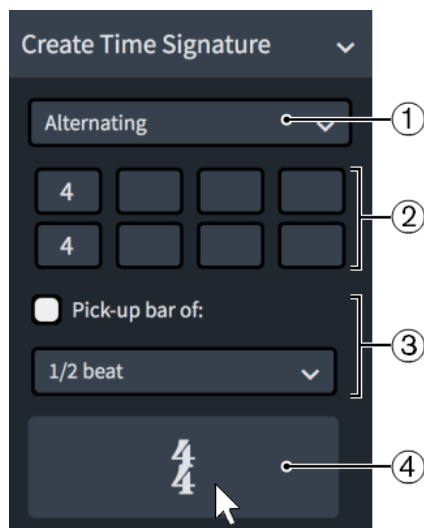 Create Time Signature
Alternating
①
4
4
②
Pick-up bar of:
③
1/2 beat
4
4
④